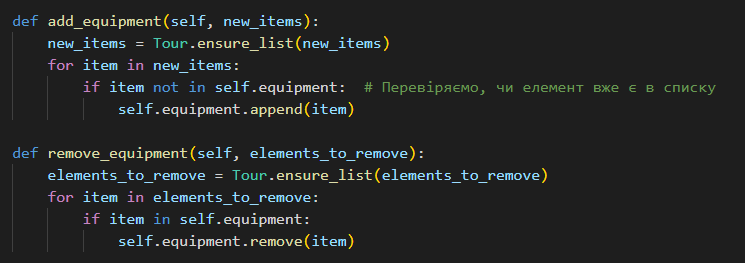 def add_equipment(self, new_items):
    new_items = Tour.ensure_list(new_items)
    for item in new_items:
        if item not in self.equipment:  # Перевіряємо, чи елемент вже є в списку
            self.equipment.append(item)

def remove_equipment(self, elements_to_remove):
    elements_to_remove = Tour.ensure_list(elements_to_remove)
    for item in elements_to_remove:
        if item in self.equipment:
            self.equipment.remove(item)